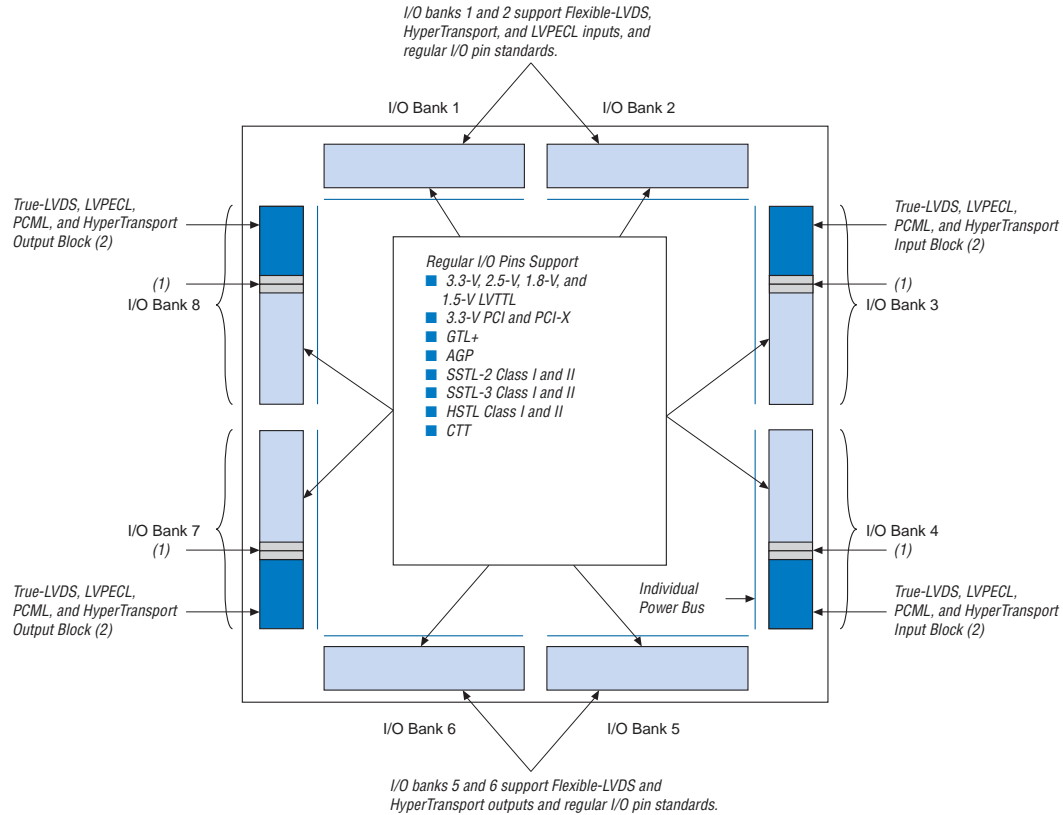 I/O banks 1 and 2 support Flexible-LVDS,
HyperTransport, and LVPECL inputs, and
regular I/O pin standards.
I/O Bank 1
I/O Bank 2
True-LVDS, LVPECL,
PCML, and HyperTransport
Output Block (2)
(1)
I/O Bank 8
True-LVDS, LVPECL,
PCML, and HyperTransport
Input Block (2)
(1)
I/O Bank 3
Regular I/O Pins Support
■ 3.3-V, 2.5-V, 1.8-V, and
1.5-V LVTTL
■ 3.3-V PCI and PCI-X
■ GTL+
■ AGP
■ SSTL-2 Class I and II
■ SSTL-3 Class I and II
■ HSTL Class I and II
■ CTT
I/O Bank 7
(1)
True-LVDS, LVPECL,
PCML, and HyperTransport
Output Block (2)
Individual
Power Bus
I/O Bank 4
(1)
True-LVDS, LVPECL,
PCML, and HyperTransport
Input Block (2)
I/O Bank 6
I/O Bank 5
I/O banks 5 and 6 support Flexible-LVDS and
HyperTransport outputs and regular I/O pin standards.